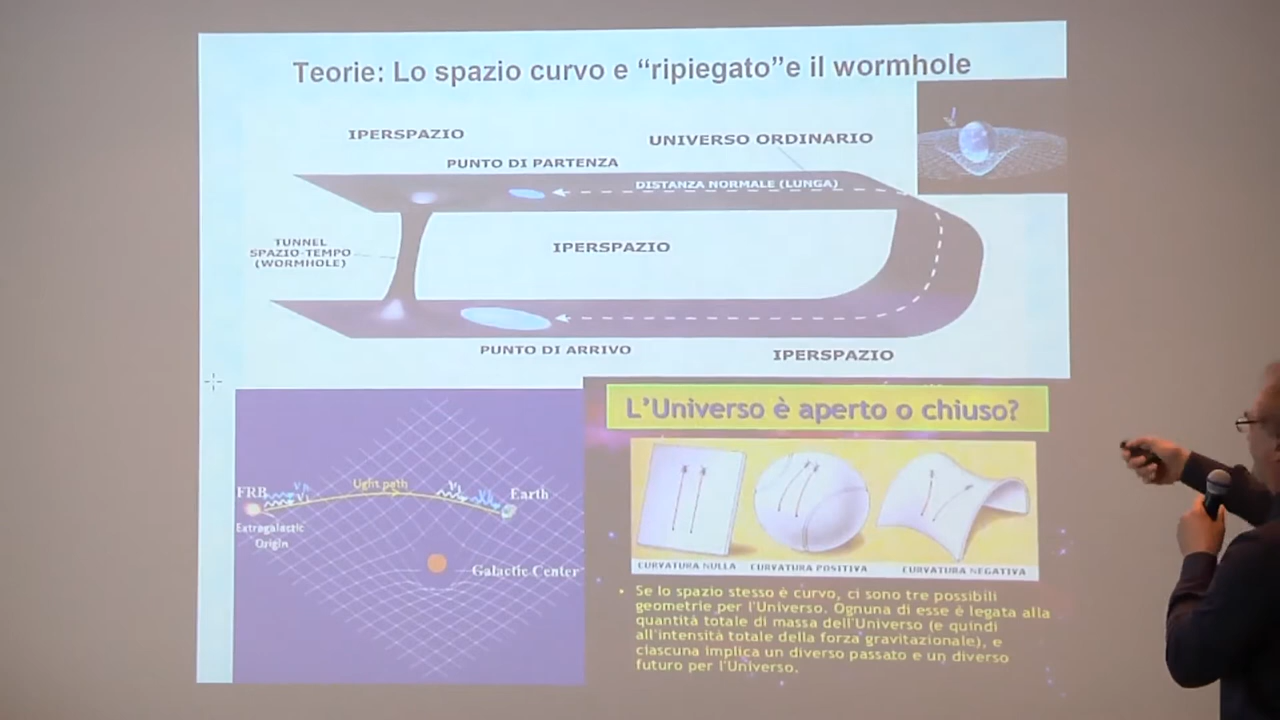 Teorie: Lo spazio curvo e “ripiegato”e il wormhole
IPERSPAZIO
UNIVERSO ORDINARIO
PUNTO DI PARTENZA
DISTANZA NORMALE (LUNGA)
TUNNEL
SPAZIO-TEMPO
(WORMHOLE)
IPERSPAZIO
PUNTO DI ARRIVO
IPERSPAZIO
L’Universo è aperto o chiuso?
FRB
Light path
Earth
Extragalactic
Origin
Galactic Center
CURVATURA NULLA
CURVATURA POSITIVA
CURVATURA NEGATIVA
• Se lo spazio stesso è curvo, ci sono tre possibili
geometrie per l'Universo. Ognuna di esse è legata alla
quantità totale di massa dell'Universo (e quindi
all'intensità totale della forza gravitazionale), e
ciascuna implica un diverso passato e un diverso
futuro per l'Universo.